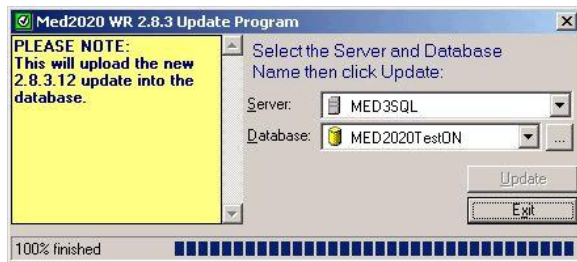 Med2020 WR 2.8.3 Update Program
PLEASE NOTE:
This will upload the new
2.8.3.12 update into the
database.
Select the Server and Database
Name then click Update:
Server: MED3SQL
Database: MED2020TestON ...
Update
Exit
100% finished